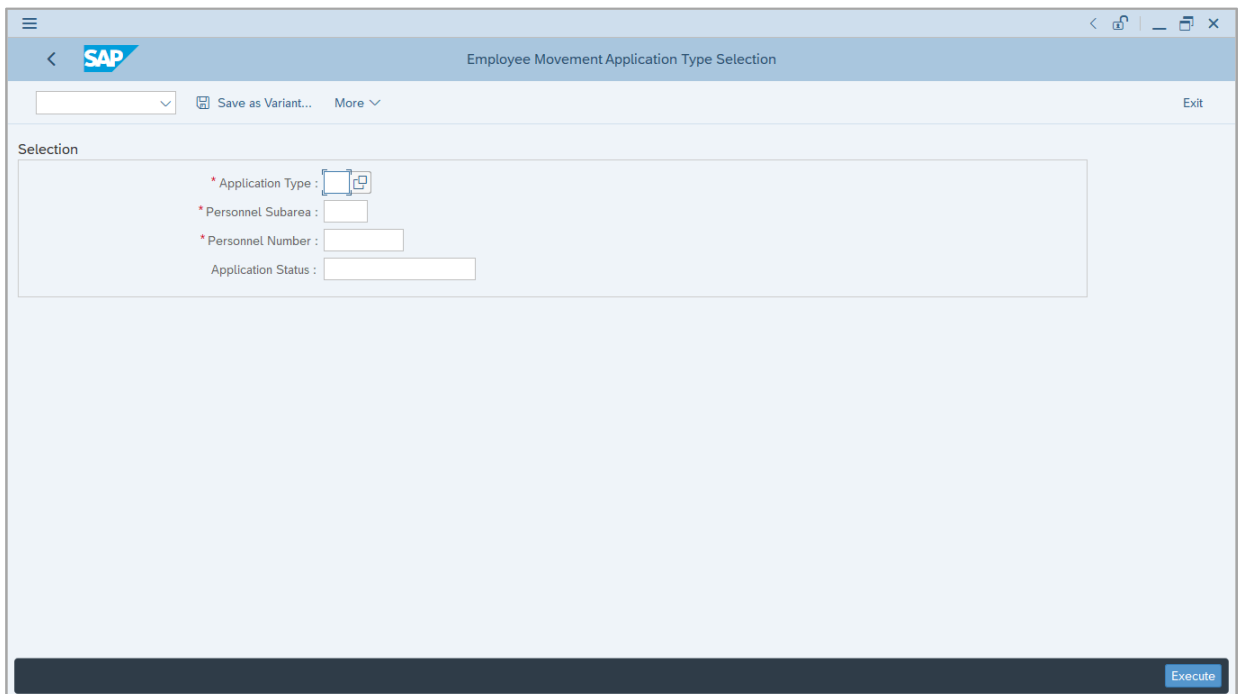 SAP
Employee Movement Application Type Selection
Save as Variant... More Exit
Selection
* Application Type :
* Personnel Subarea :
* Personnel Number :
Application Status :
Execute